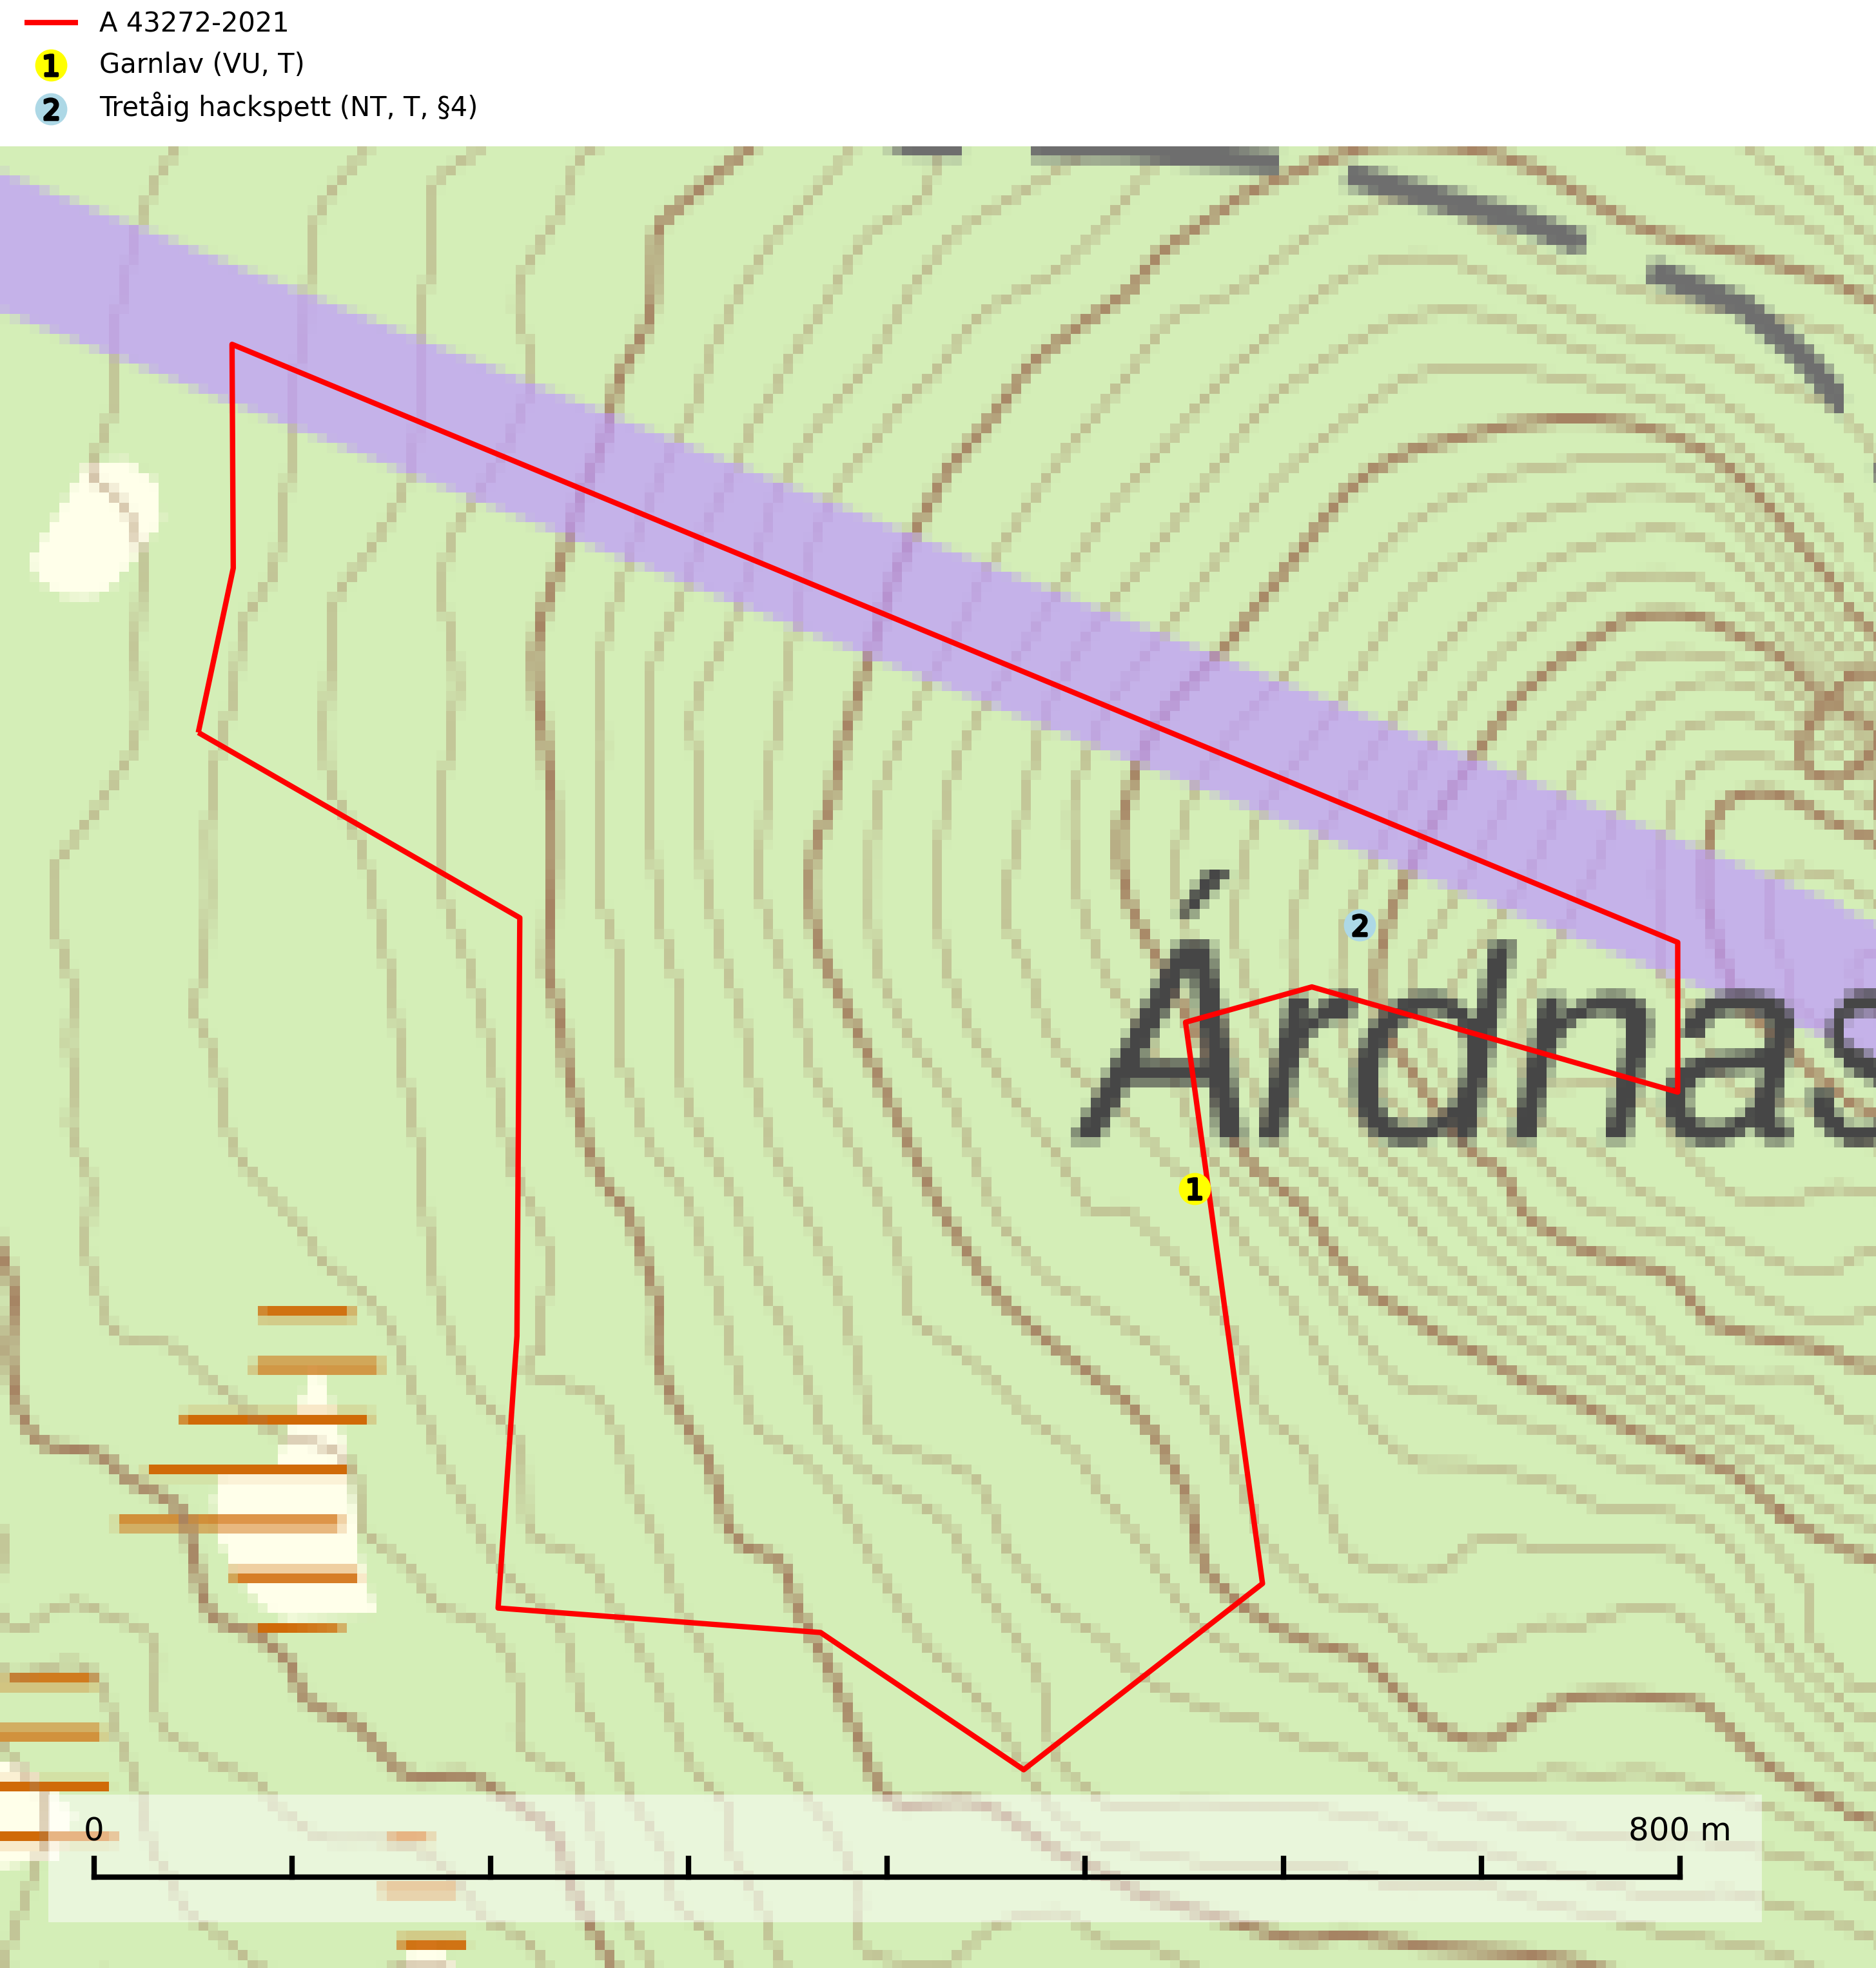 A 43272-2021
1 Garnlav (VU, T)
2 Tretåig hackspett (NT, T, §4)
2
Árdnas
1
0 800 m